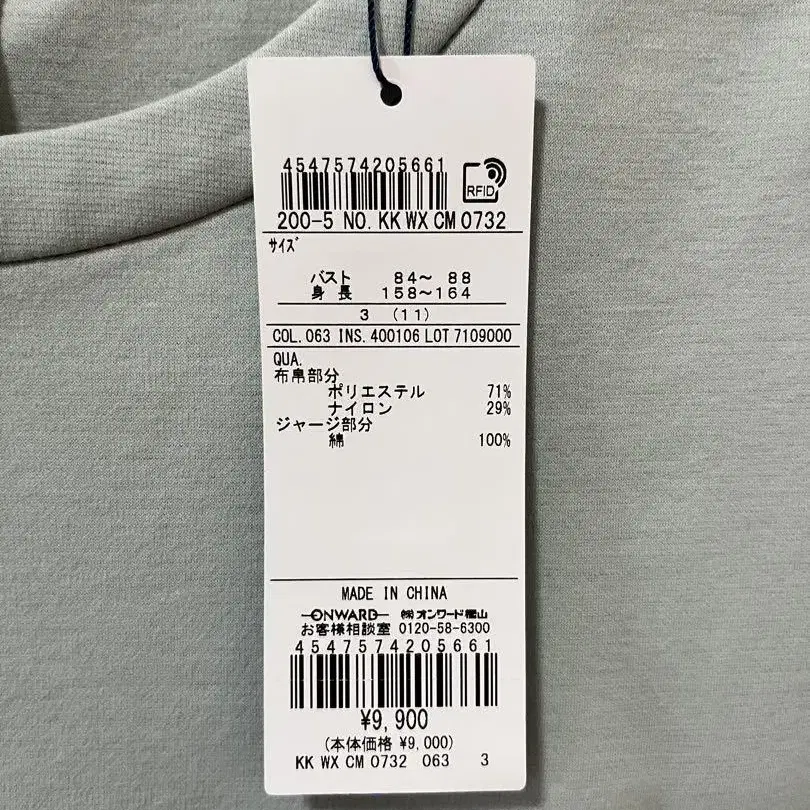 4547574205661
RFID
200-5 NO. KK WX CM 0732
サイズ
バスト 84~ 88
身長 158~164
3 (11)
COL. 063 INS. 400106 LOT 7109000
QUA.
布帛部分
ポリエステル 71%
ナイロン 29%
ジャージ部分
綿 100%
MADE IN CHINA
ONWARD ㈱オンワード樫山
お客様相談室 0120-58-6300
4547574205661
¥9,900
(本体価格 ¥9,000)
KK WX CM 0732 063 3